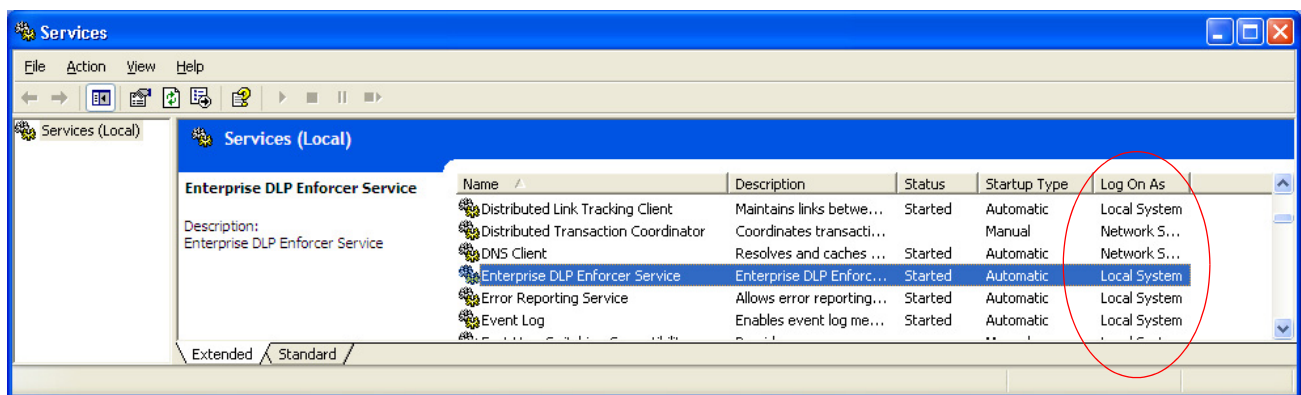 Services
File Action View Help
Services (Local)
Services (Local)
Enterprise DLP Enforcer Service
Description:
Enterprise DLP Enforcer Service
Name Description Status Startup Type Log On As
Distributed Link Tracking Client Maintains links betwe... Started Automatic Local System
Distributed Transaction Coordinator Coordinates transacti... Manual Network S...
DNS Client Resolves and caches ... Started Automatic Network S...
Enterprise DLP Enforcer Service Enterprise DLP Enforc... Started Automatic Local System
Error Reporting Service Allows error reporting... Started Automatic Local System
Event Log Enables event log me... Started Automatic Local System
Extended Standard